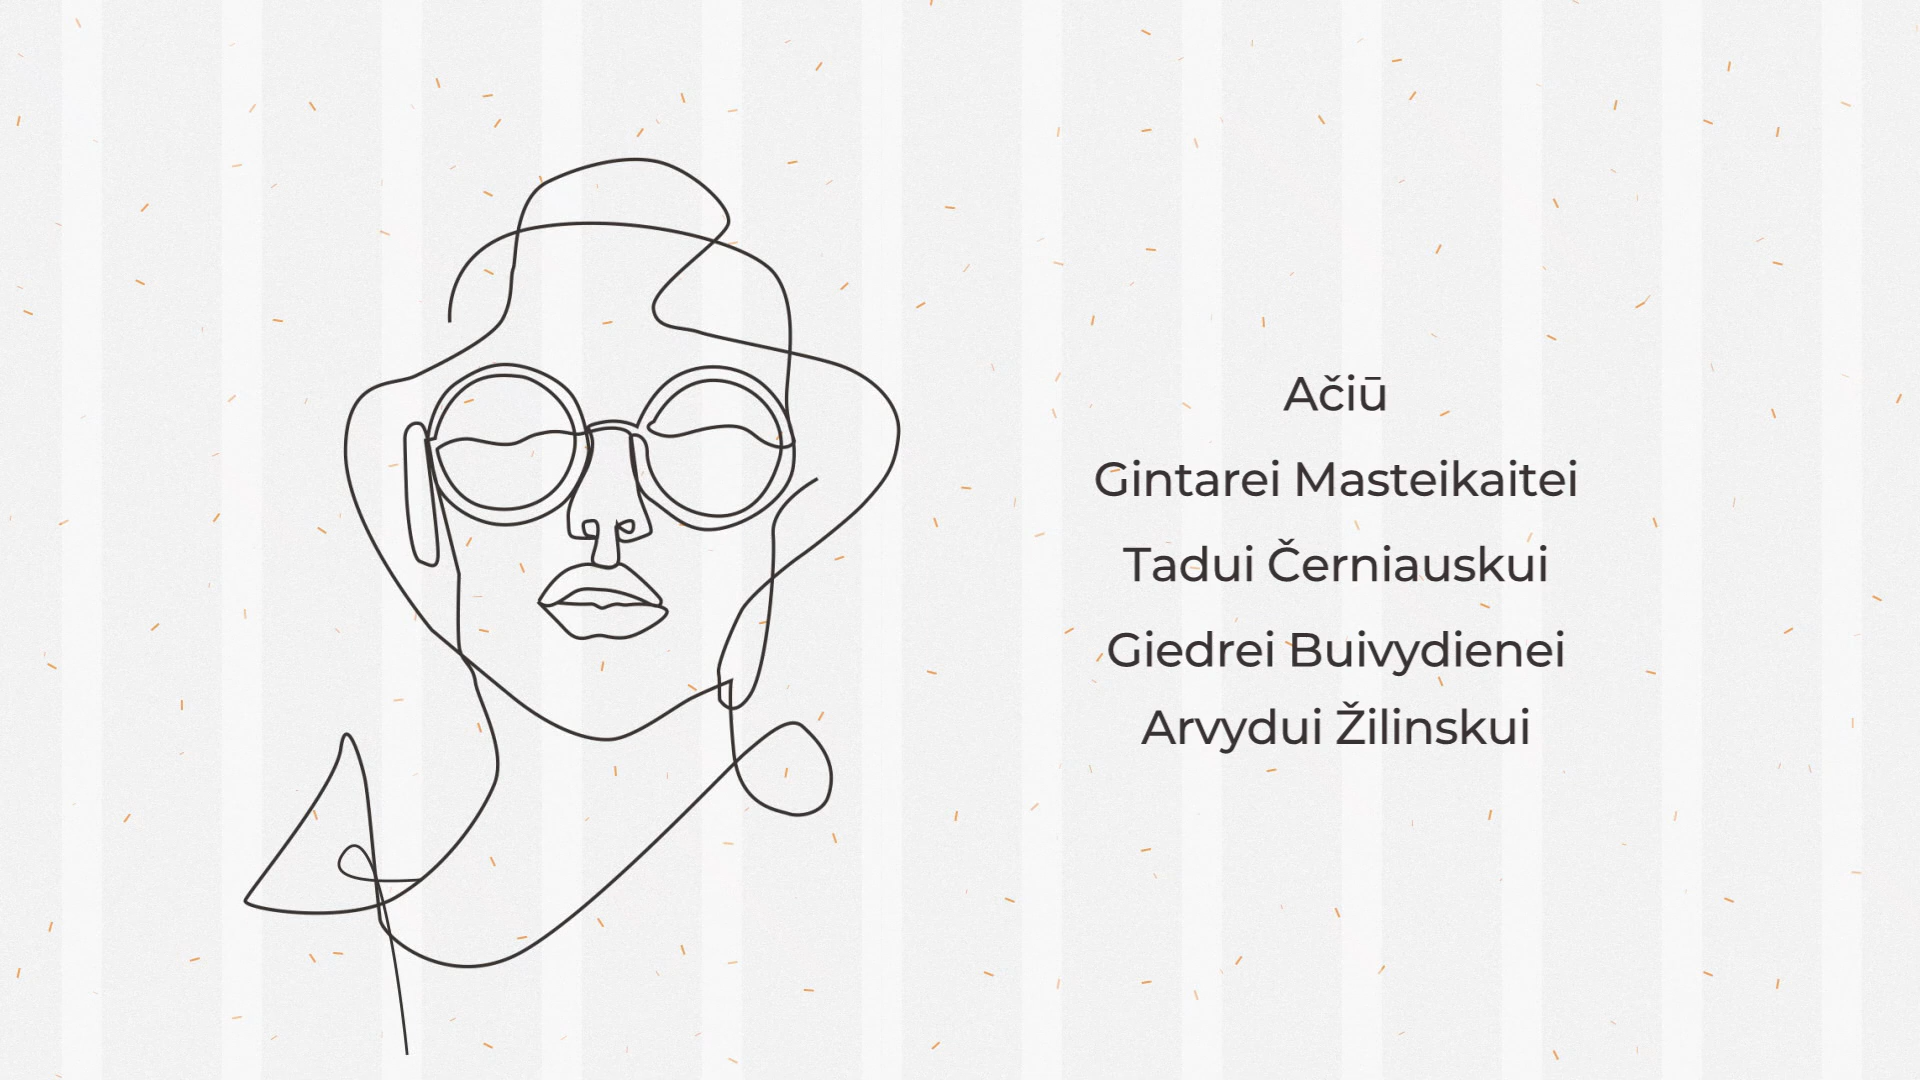 Ačiū
Gintarei Masteikaitei
Tadui Černiauskui
Giedrei Buivydienei
Arvydui Žilinskui